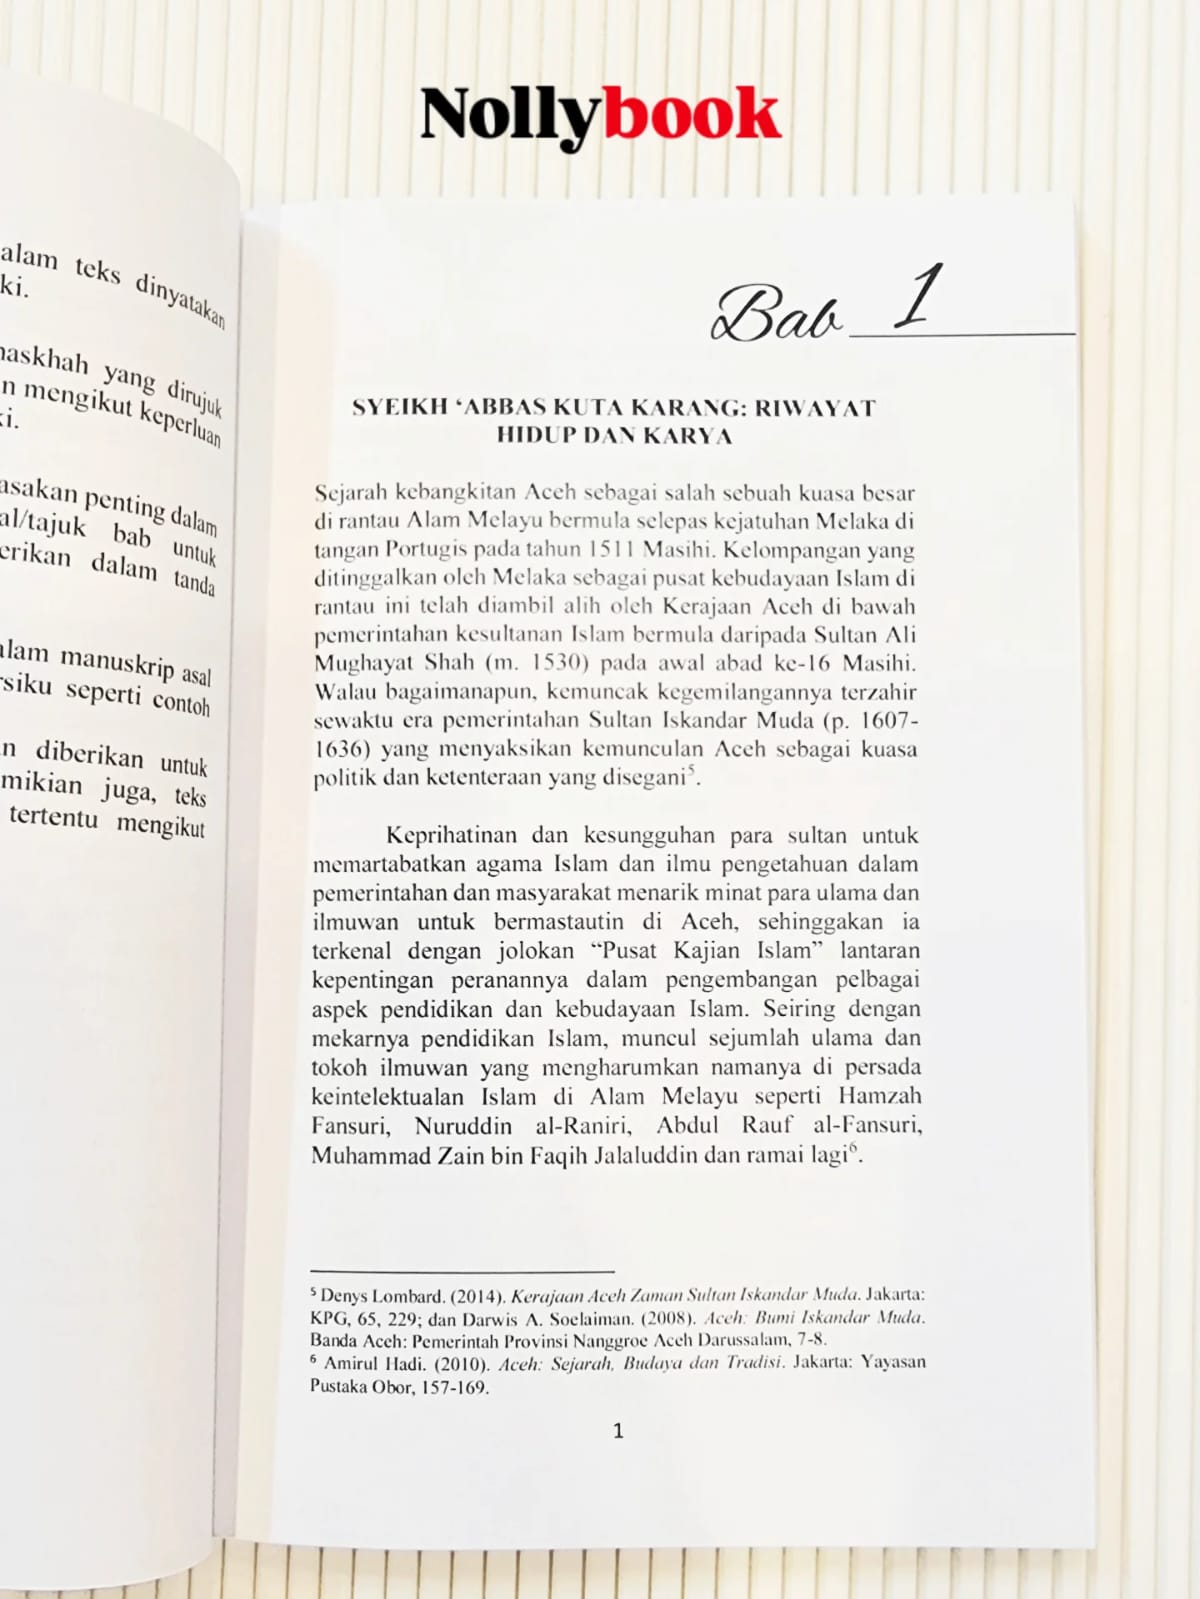 Nollybook
alam teks dinyatakan
ki.
naskhah yang dirujuk
n mengikut keperluan
ki.
asakan penting dalam
al/tajuk bab untuk
erikan dalam tanda
alam manuskrip asal
rsiku seperti contoh
n diberikan untuk
mikian juga, teks
tertentu mengikut
Bab 1
SYEIKH ‘ABBAS KUTA KARANG: RIWAYAT
HIDUP DAN KARYA
Sejarah kebangkitan Aceh sebagai salah sebuah kuasa besar
di rantau Alam Melayu bermula selepas kejatuhan Melaka di
tangan Portugis pada tahun 1511 Masihi. Kelompangan yang
ditinggalkan oleh Melaka sebagai pusat kebudayaan Islam di
rantau ini telah diambil alih oleh Kerajaan Aceh di bawah
pemerintahan kesultanan Islam bermula daripada Sultan Ali
Mughayat Shah (m. 1530) pada awal abad ke-16 Masihi.
Walau bagaimanapun, kemuncak kegemilangannya terzahir
sewaktu era pemerintahan Sultan Iskandar Muda (p. 1607-
1636) yang menyaksikan kemunculan Aceh sebagai kuasa
politik dan ketenteraan yang disegani⁵.
Keprihatinan dan kesungguhan para sultan untuk
memartabatkan agama Islam dan ilmu pengetahuan dalam
pemerintahan dan masyarakat menarik minat para ulama dan
ilmuwan untuk bermastautin di Aceh, sehinggakan ia
terkenal dengan jolokan “Pusat Kajian Islam” lantaran
kepentingan peranannya dalam pengembangan pelbagai
aspek pendidikan dan kebudayaan Islam. Seiring dengan
mekarnya pendidikan Islam, muncul sejumlah ulama dan
tokoh ilmuwan yang mengharumkan namanya di persada
keintelektualan Islam di Alam Melayu seperti Hamzah
Fansuri, Nuruddin al-Raniri, Abdul Rauf al-Fansuri,
Muhammad Zain bin Faqih Jalaluddin dan ramai lagi⁶.
⁵ Denys Lombard. (2014). Kerajaan Aceh Zaman Sultan Iskandar Muda. Jakarta:
KPG, 65, 229; dan Darwis A. Soelaiman. (2008). Aceh: Bumi Iskandar Muda.
Banda Aceh: Pemerintah Provinsi Nanggroe Aceh Darussalam, 7-8.
⁶ Amirul Hadi. (2010). Aceh: Sejarah, Budaya dan Tradisi. Jakarta: Yayasan
Pustaka Obor, 157-169.
1